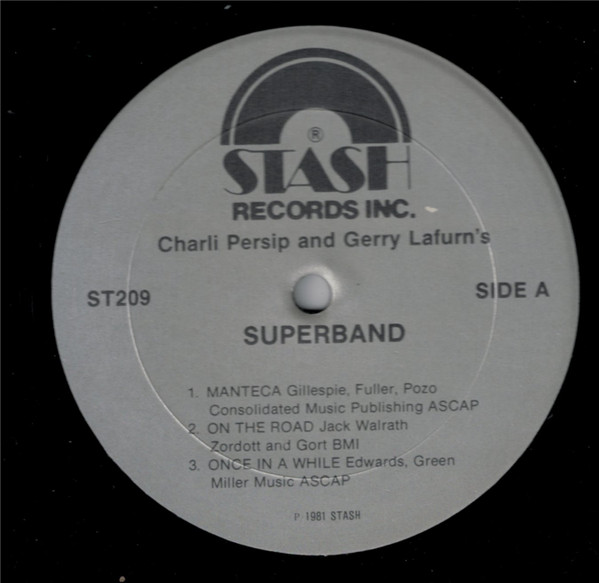 ®
STASH
RECORDS INC.
Charli Persip and Gerry Lafurn's
ST209
SIDE A
SUPERBAND
1. MANTECA Gillespie, Fuller, Pozo
Consolidated Music Publishing ASCAP
2. ON THE ROAD Jack Walrath
Zordott and Gort BMI
3. ONCE IN A WHILE Edwards, Green
Miller Music ASCAP
P 1981 STASH